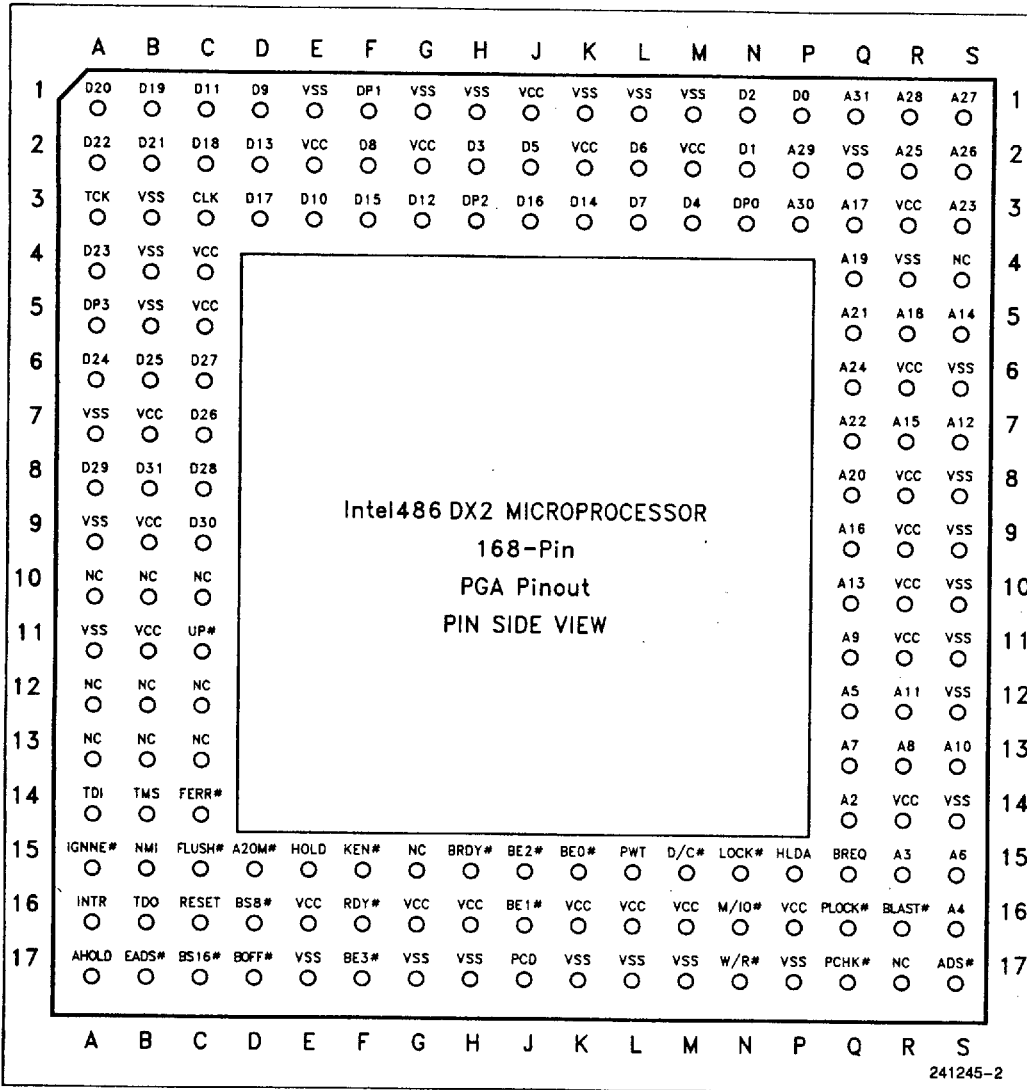 A B C D E F G H J K L M N P Q R S
1 D20 D19 D11 D9 VSS DP1 VSS VSS VCC VSS VSS VSS D2 D0 A31 A28 A27 1
2 D22 D21 D18 D13 VCC D8 VCC D3 D5 VCC D6 VCC D1 A29 VSS A25 A26 2
3 TCK VSS CLK D17 D10 D15 D12 DP2 D16 D14 D7 D4 DP0 A30 A17 VCC A23 3
4 D23 VSS VCC A19 VSS NC 4
5 DP3 VSS VCC A21 A18 A14 5
6 D24 D25 D27 A24 VCC VSS 6
7 VSS VCC D26 A22 A15 A12 7
8 D29 D31 D28 A20 VCC VSS 8
Intel486 DX2 MICROPROCESSOR
9 VSS VCC D30 A16 VCC VSS 9
168-Pin
10 NC NC NC A13 VCC VSS 10
PGA Pinout
11 VSS VCC UP# A9 VCC VSS 11
PIN SIDE VIEW
12 NC NC NC A5 A11 VSS 12
13 NC NC NC A7 A8 A10 13
14 TDI TMS FERR# A2 VCC VSS 14
15 IGNNE# NMI FLUSH# A20M# HOLD KEN# NC BRDY# BE2# BE0# PWT D/C# LOCK# HLDA BREQ A3 A6 15
16 INTR TDO RESET BS8# VCC RDY# VCC VCC BE1# VCC VCC VCC M/IO# VCC PLOCK# BLAST# A4 16
17 AHOLD EADS# BS16# BOFF# VSS BE3# VSS VSS PCD VSS VSS VSS W/R# VSS PCHK# NC ADS# 17
A B C D E F G H J K L M N P Q R S
241245-2